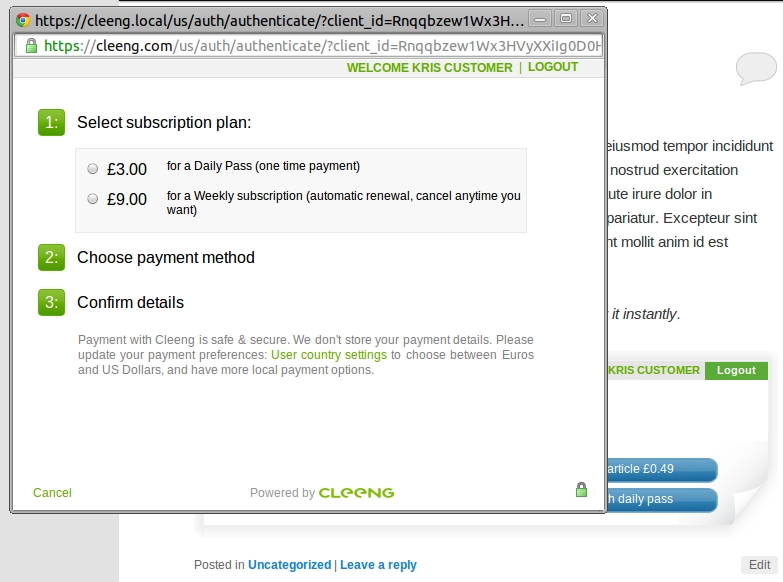 https://cleeng.local/us/auth/authenticate/?client_id=Rnqqbzew1Wx3H...
https://cleeng.com/us/auth/authenticate/?client_id=Rnqqbzew1Wx3HVyXXiIg0D0H
WELCOME KRIS CUSTOMER | LOGOUT
1: Select subscription plan:
£3.00 for a Daily Pass (one time payment)
£9.00 for a Weekly subscription (automatic renewal, cancel anytime you
want)
2: Choose payment method
3: Confirm details
Payment with Cleeng is safe & secure. We don't store your payment details. Please
update your payment preferences: User country settings to choose between Euros
and US Dollars, and have more local payment options.
Cancel
Powered by CLEENG
eiusmod tempor incididunt
nostrud exercitation
ute irure dolor in
pariatur. Excepteur sint
nt mollit anim id est
it instantly.
KRIS CUSTOMER Logout
article £0.49
h daily pass
Posted in Uncategorized | Leave a reply
Edit